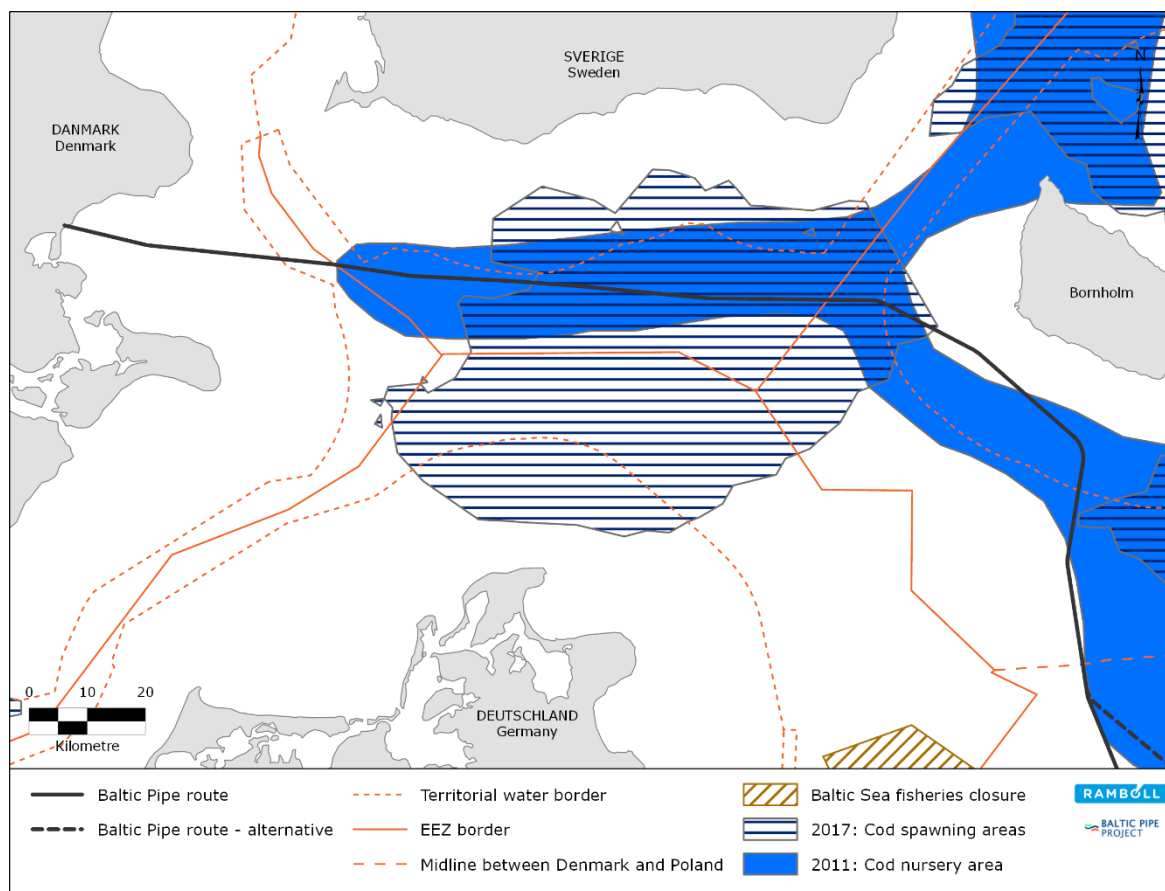 SVERIGE
Sweden
N
DANMARK
Denmark
Bornholm
0 10 20
Kilometre
DEUTSCHLAND
Germany
Baltic Pipe route
Baltic Pipe route - alternative
Territorial water border
EEZ border
Midline between Denmark and Poland
Baltic Sea fisheries closure
2017: Cod spawning areas
2011: Cod nursery area
RAMBOLL
BALTIC PIPE
PROJECT